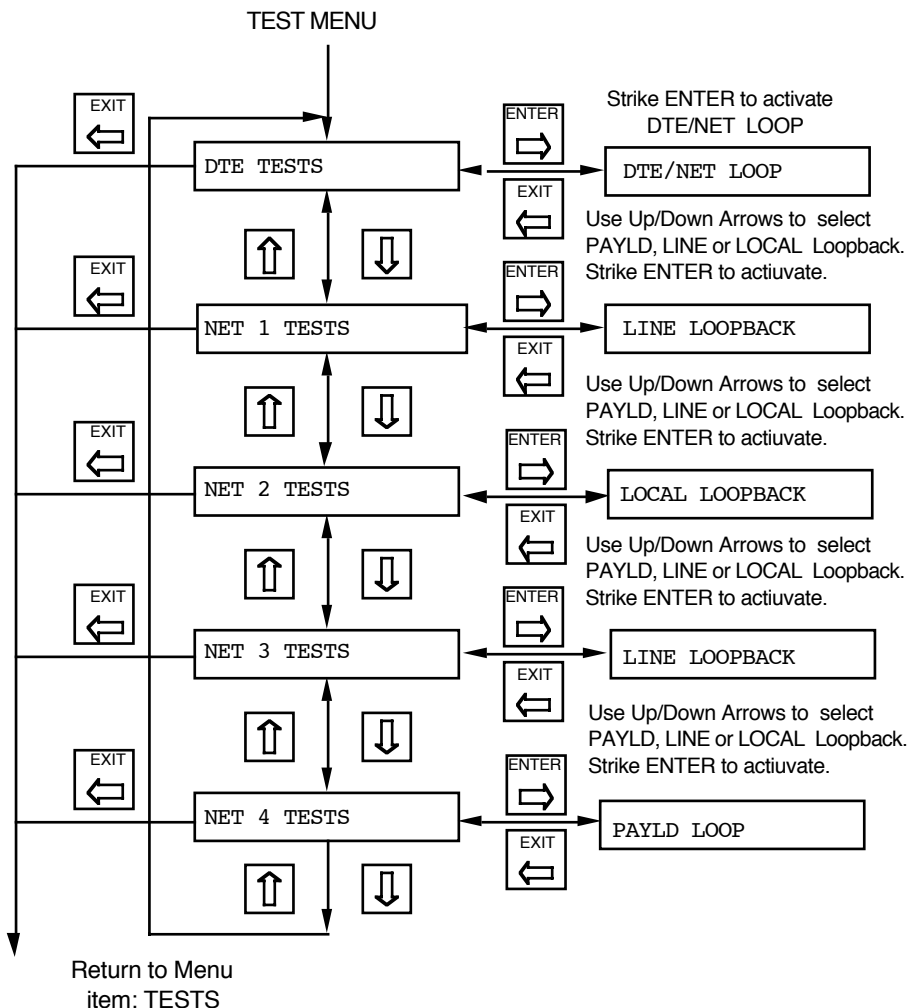 TEST MENU
EXIT
ENTER
Strike ENTER to activate
DTE/NET LOOP
DTE TESTS
DTE/NET LOOP
EXIT
Use Up/Down Arrows to select
PAYLD, LINE or LOCAL Loopback.
Strike ENTER to actiuvate.
EXIT
ENTER
NET 1 TESTS
LINE LOOPBACK
EXIT
Use Up/Down Arrows to select
PAYLD, LINE or LOCAL Loopback.
Strike ENTER to actiuvate.
EXIT
ENTER
NET 2 TESTS
LOCAL LOOPBACK
EXIT
Use Up/Down Arrows to select
PAYLD, LINE or LOCAL Loopback.
Strike ENTER to actiuvate.
EXIT
ENTER
NET 3 TESTS
LINE LOOPBACK
EXIT
Use Up/Down Arrows to select
PAYLD, LINE or LOCAL Loopback.
Strike ENTER to actiuvate.
EXIT
ENTER
NET 4 TESTS
PAYLD LOOP
EXIT
Return to Menu
item: TESTS